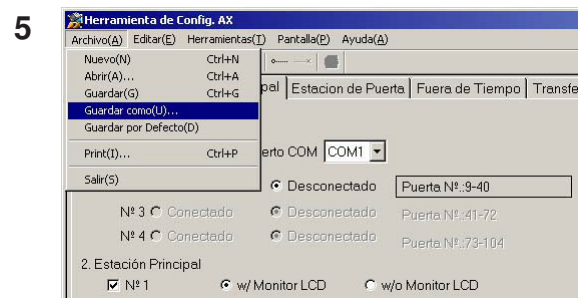 5
Herramienta de Config. AX
Archivo(A) Editar(E) Herramientas(T) Pantalla(P) Ayuda(A)
Nuevo(N) Ctrl+N
Abrir(A)... Ctrl+A
Guardar(G) Ctrl+G
Guardar como(U)...
Guardar por Defecto(D)
Print(I)... Ctrl+P
Salir(S)
pal Estacion de Puerta Fuera de Tiempo Transfe
erto COM COM1
Desconectado Puerta Nº.:9-40
Nº 3 Conectado Desconectado Puerta Nº.:41-72
Nº 4 Conectado Desconectado Puerta Nº.:73-104
2. Estación Principal
Nº 1 w/ Monitor LCD w/o Monitor LCD